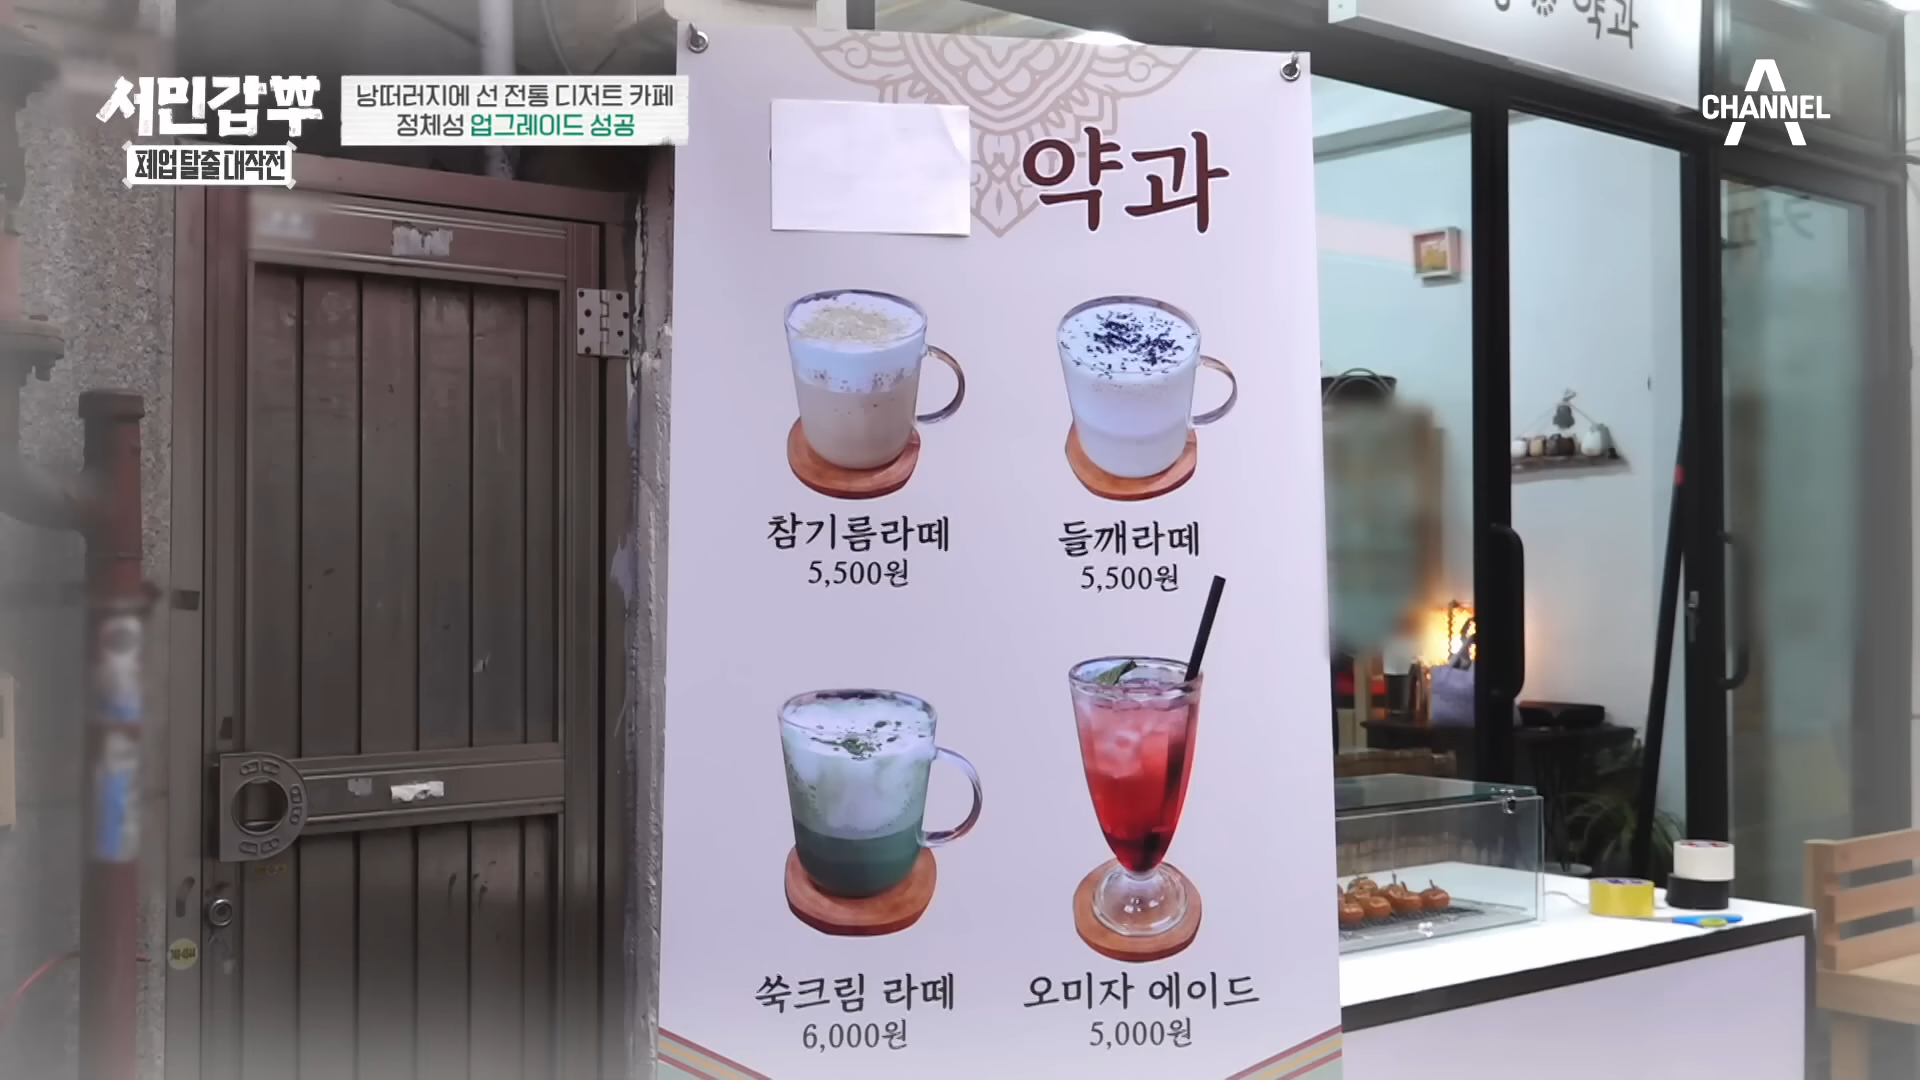 서민갑뿌
폐업 탈출 대작전
낭떠러지에 선 전통 디저트 카페
정체성 업그레이드 성공
CHANNEL A
약과
약과
참기름라떼
5,500원
들깨라떼
5,500원
쑥크림 라떼
6,000원
오미자 에이드
5,000원